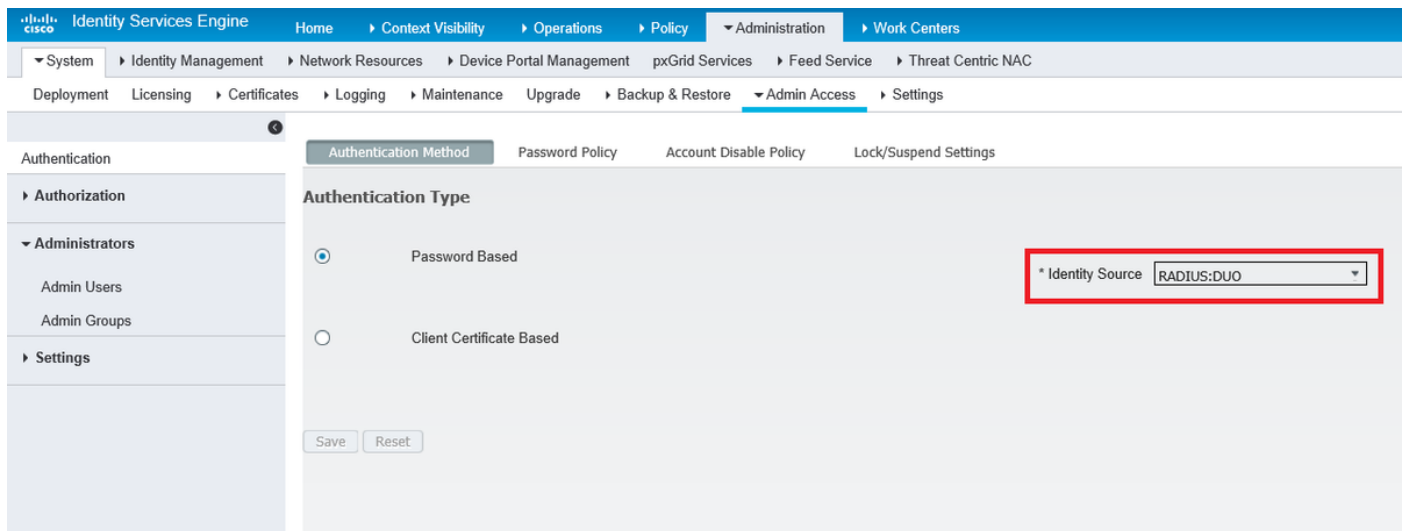 cisco Identity Services Engine Home Context Visibility Operations Policy Administration Work Centers
System Identity Management Network Resources Device Portal Management pxGrid Services Feed Service Threat Centric NAC
Deployment Licensing Certificates Logging Maintenance Upgrade Backup & Restore Admin Access Settings
Authentication
Authorization
Administrators
Admin Users
Admin Groups
Settings
Authentication Method Password Policy Account Disable Policy Lock/Suspend Settings
Authentication Type
Password Based
* Identity Source RADIUS:DUO
Client Certificate Based
Save Reset